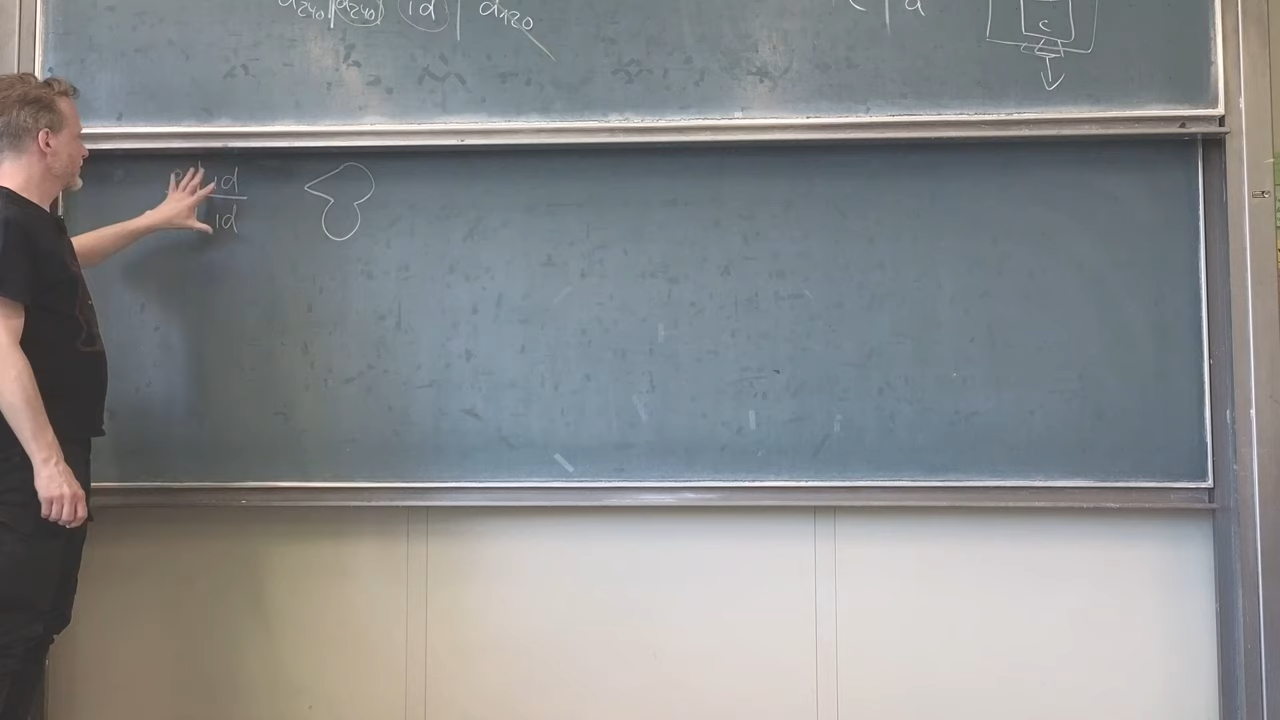 d240 | d240 | id | d120
c | d
c
id
id